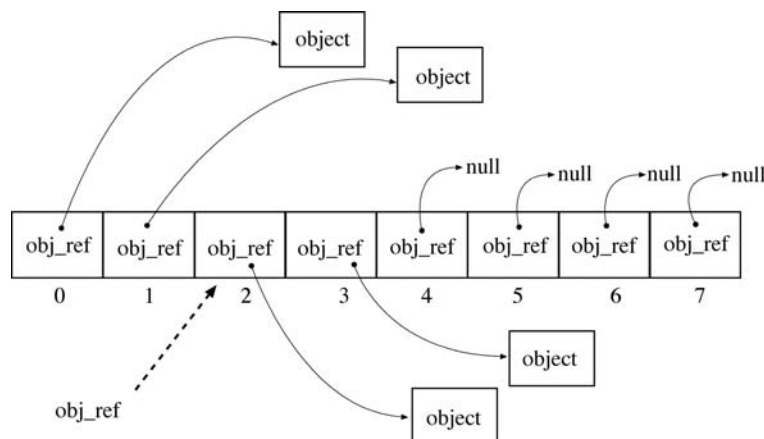 object
object
null null null null
obj_ref obj_ref obj_ref obj_ref obj_ref obj_ref obj_ref obj_ref
0 1 2 3 4 5 6 7
object
obj_ref
object